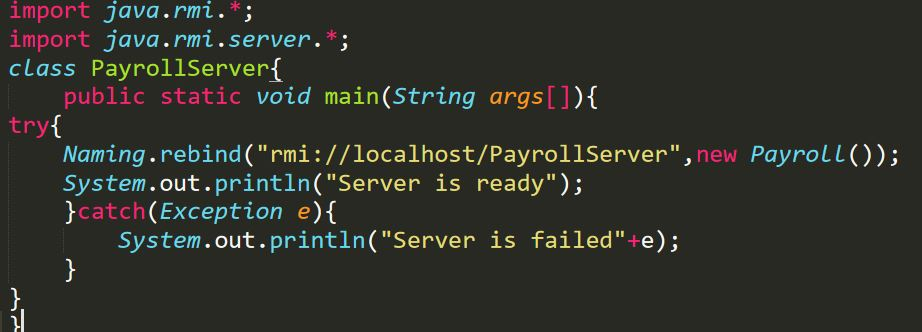 import java.rmi.*;
import java.rmi.server.*;
class PayrollServer{
    public static void main(String args[]){
try{
    Naming.rebind("rmi://localhost/PayrollServer",new Payroll());
    System.out.println("Server is ready");
    }catch(Exception e){
        System.out.println("Server is failed"+e);
    }
}
}